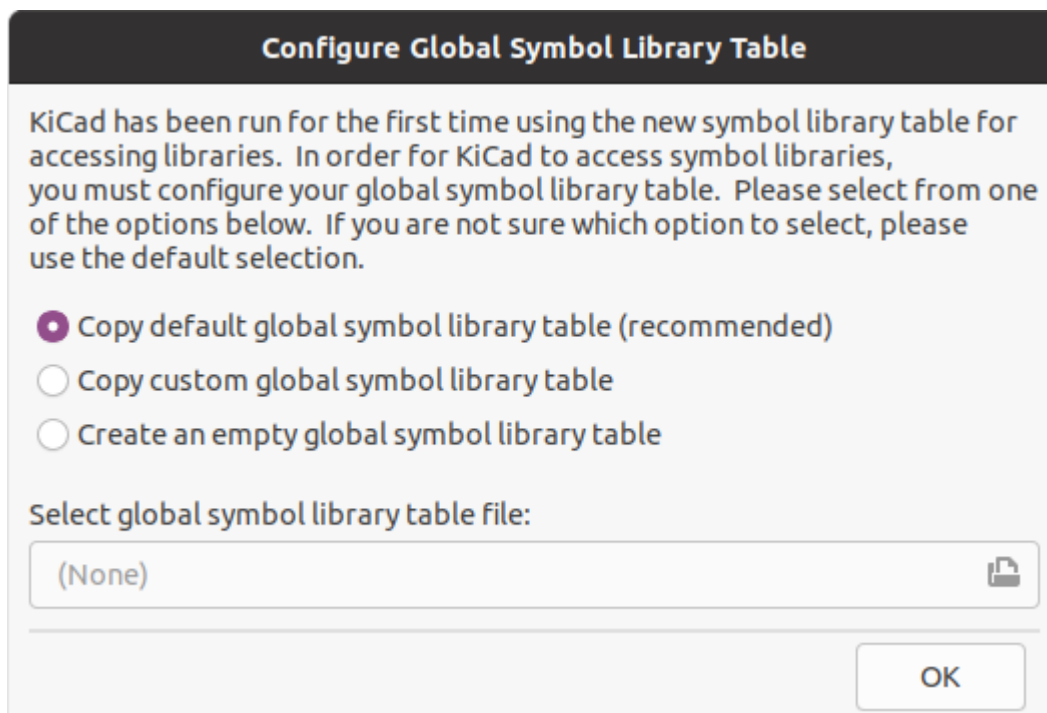 Configure Global Symbol Library Table
KiCad has been run for the first time using the new symbol library table for
accessing libraries.  In order for KiCad to access symbol libraries,
you must configure your global symbol library table.  Please select from one
of the options below.  If you are not sure which option to select, please
use the default selection.
Copy default global symbol library table (recommended)
Copy custom global symbol library table
Create an empty global symbol library table
Select global symbol library table file:
(None)
OK